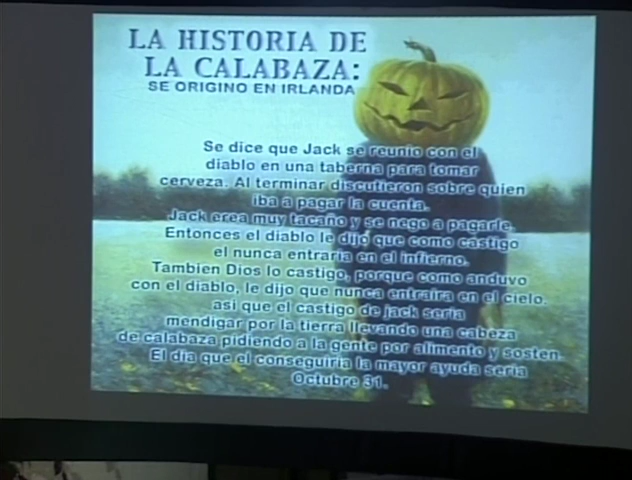 LA HISTORIA DE
LA CALABAZA:
SE ORIGINO EN IRLANDA
Se dice que Jack se reunio con el
diablo en una taberna para tomar
cerveza. Al terminar discutieron sobre quien
iba a pagar la cuenta.
Jack erea muy tacaño y se nego a pagarle.
Entonces el diablo le dijo que como castigo
el nunca entraria en el infierno.
Tambien Dios lo castigo, porque como anduvo
con el diablo, le dijo que nunca entraira en el cielo.
asi que el castigo de jack seria
mendigar por la tierra llevando una cabeza
de calabaza pidiendo a la gente por alimento y sosten.
El dia que el conseguiria la mayor ayuda seria
Octubre 31.